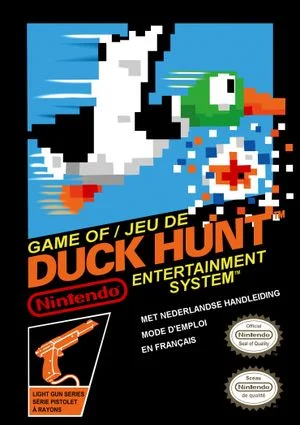 GAME OF / JEU DE
DUCK HUNT™
Nintendo®
ENTERTAINMENT
SYSTEM™
MET NEDERLANDSE HANDLEIDING
MODE D'EMPLOI
EN FRANÇAIS
LIGHT GUN SERIES
SÉRIE PISTOLET
À RAYONS
Official
Nintendo
Seal of Quality
Sceau
Nintendo
de qualité